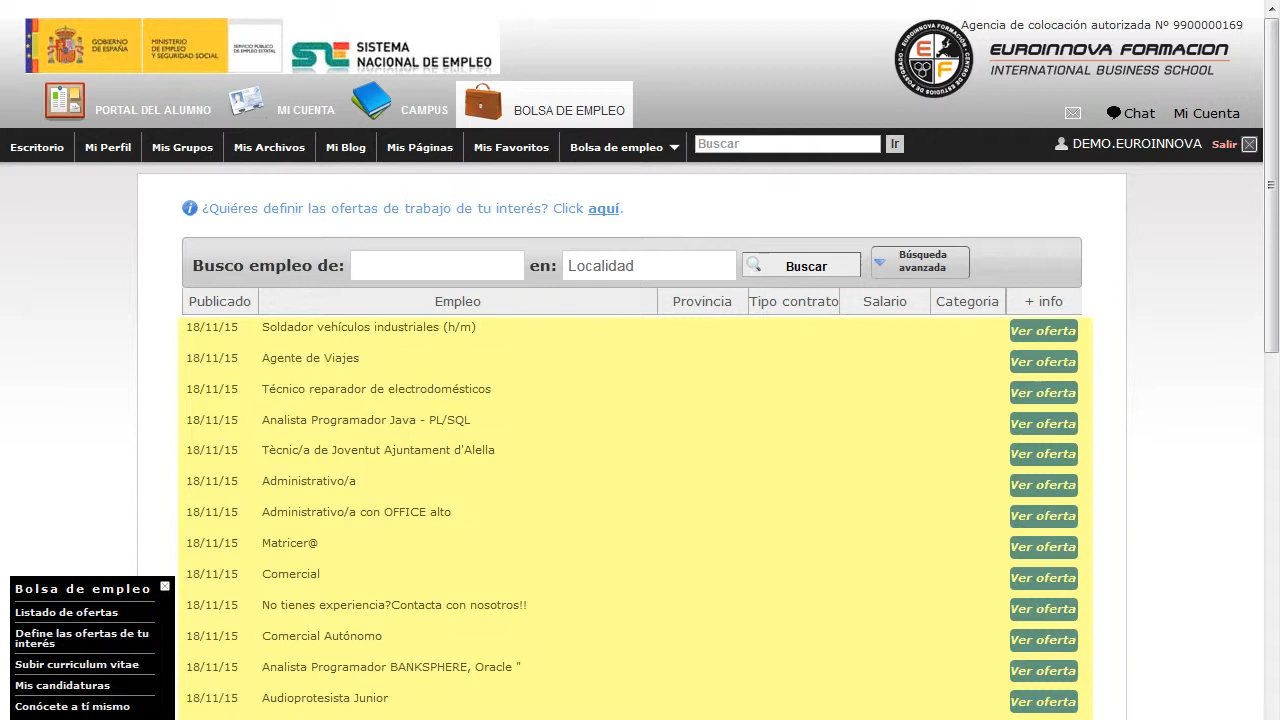 GOBIERNO DE ESPAÑA
MINISTERIO DE EMPLEO Y SEGURIDAD SOCIAL
SERVICIO PÚBLICO DE EMPLEO ESTATAL
SISTEMA NACIONAL DE EMPLEO
Agencia de colocación autorizada Nº 9900000169
EUROINNOVA FORMACION
INTERNATIONAL BUSINESS SCHOOL
PORTAL DEL ALUMNO
MI CUENTA
CAMPUS
BOLSA DE EMPLEO
Chat
Mi Cuenta
Escritorio
Mi Perfil
Mis Grupos
Mis Archivos
Mi Blog
Mis Páginas
Mis Favoritos
Bolsa de empleo
Buscar
Ir
DEMO.EUROINNOVA
Salir
¿Quiéres definir las ofertas de trabajo de tu interés? Click aquí.
Busco empleo de:
en:
Localidad
Buscar
Búsqueda avanzada
Publicado Empleo Provincia Tipo contrato Salario Categoria + info
18/11/15 Soldador vehículos industriales (h/m) Ver oferta
18/11/15 Agente de Viajes Ver oferta
18/11/15 Técnico reparador de electrodomésticos Ver oferta
18/11/15 Analista Programador Java - PL/SQL Ver oferta
18/11/15 Tècnic/a de Joventut Ajuntament d'Alella Ver oferta
18/11/15 Administrativo/a Ver oferta
18/11/15 Administrativo/a con OFFICE alto Ver oferta
18/11/15 Matricer@ Ver oferta
18/11/15 Comercial Ver oferta
18/11/15 No tienes experiencia?Contacta con nosotros!! Ver oferta
18/11/15 Comercial Autónomo Ver oferta
18/11/15 Analista Programador BANKSPHERE, Oracle " Ver oferta
18/11/15 Audioprotesista Junior Ver oferta
Bolsa de empleo
Listado de ofertas
Define las ofertas de tu
interés
Subir curriculum vitae
Mis candidaturas
Conócete a tí mismo